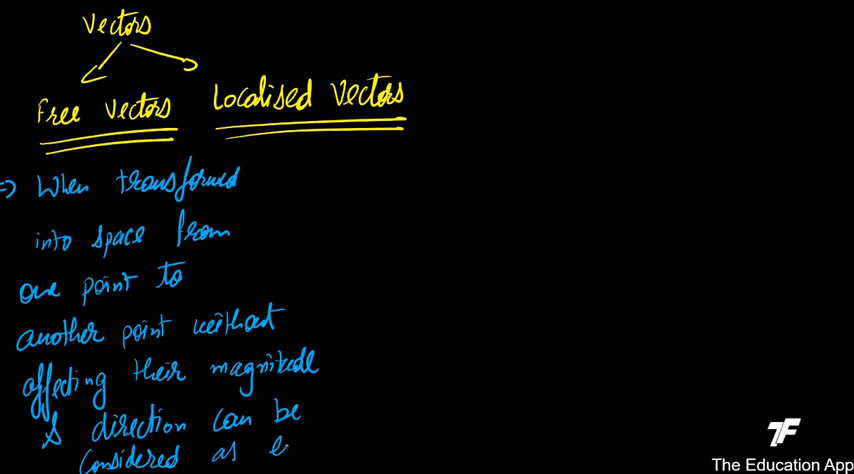 Vectors
Free Vectors
Localised Vectors
=> When transformed
into space from
one point to
another point without
affecting their magnitude
& direction can be
considered as e
The Education App